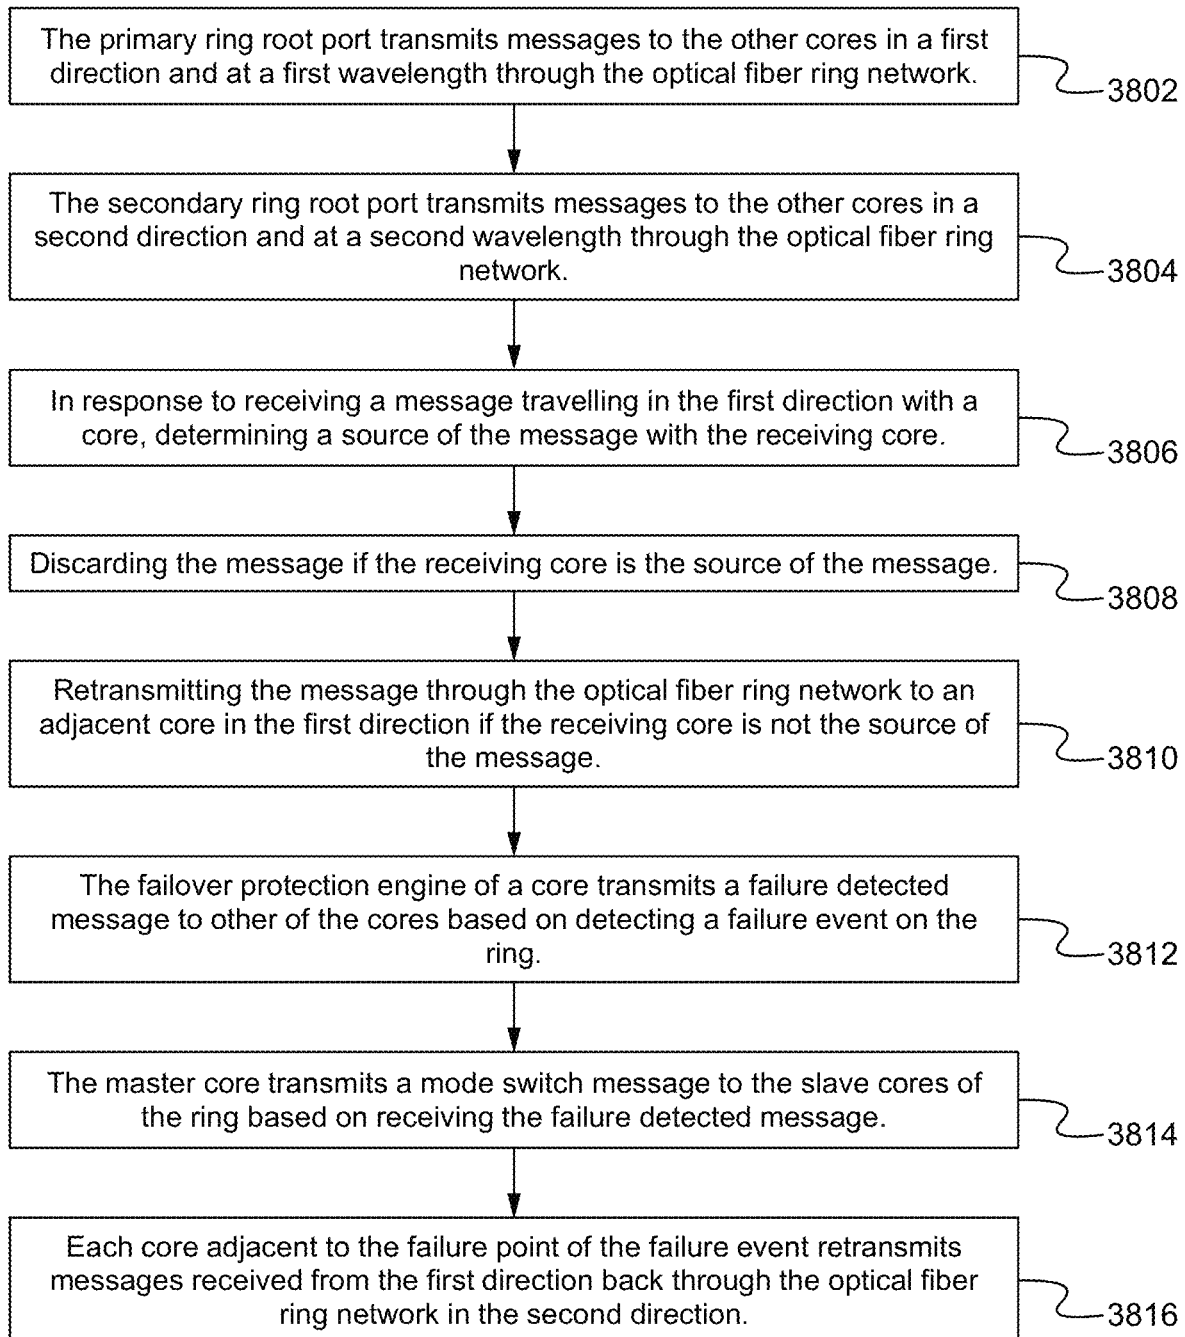 The primary ring root port transmits messages to the other cores in a first
direction and at a first wavelength through the optical fiber ring network.
3802
The secondary ring root port transmits messages to the other cores in a
second direction and at a second wavelength through the optical fiber ring
network.
3804
In response to receiving a message travelling in the first direction with a
core, determining a source of the message with the receiving core.
3806
Discarding the message if the receiving core is the source of the message.
3808
Retransmitting the message through the optical fiber ring network to an
adjacent core in the first direction if the receiving core is not the source of
the message.
3810
The failover protection engine of a core transmits a failure detected
message to other of the cores based on detecting a failure event on the
ring.
3812
The master core transmits a mode switch message to the slave cores of
the ring based on receiving the failure detected message.
3814
Each core adjacent to the failure point of the failure event retransmits
messages received from the first direction back through the optical fiber
ring network in the second direction.
3816